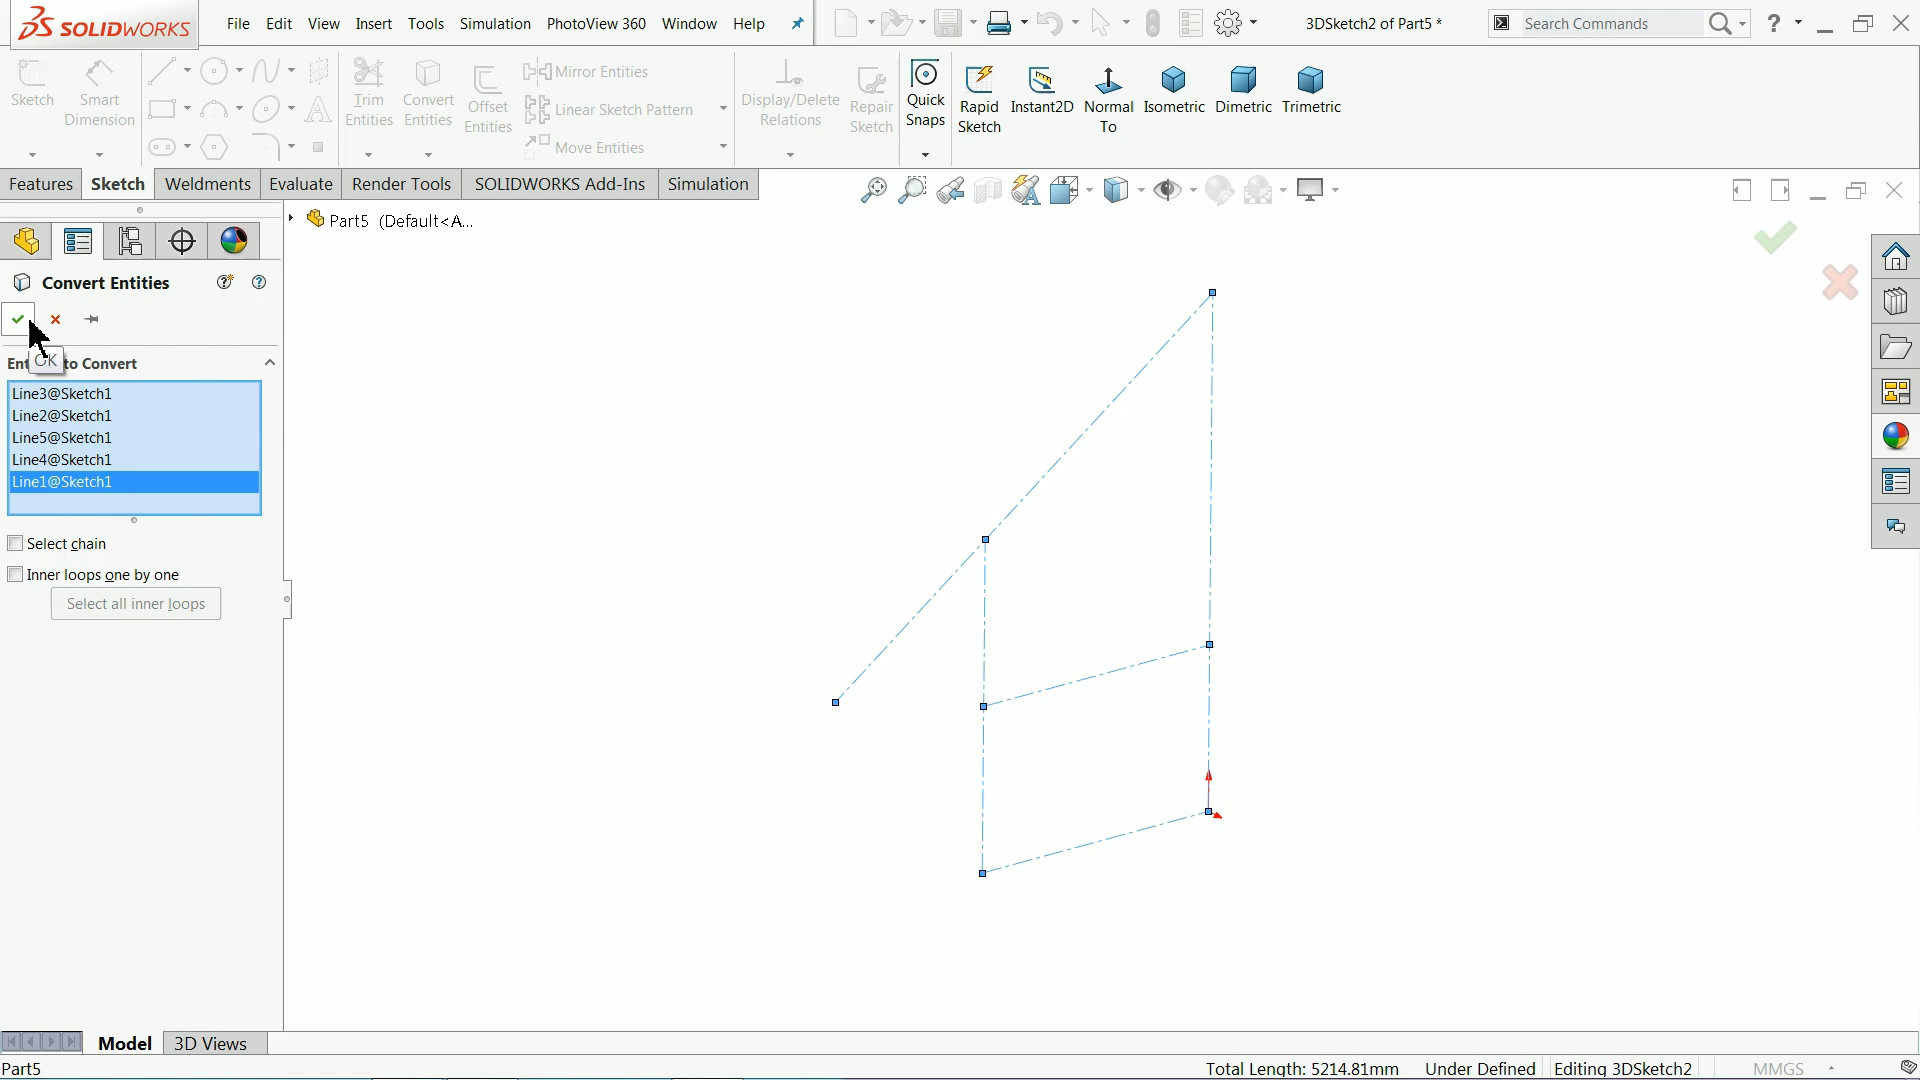 SOLIDWORKS
File Edit View Insert Tools Simulation PhotoView 360 Window Help
3DSketch2 of Part5 *
Search Commands
Sketch
Smart
Dimension
Trim
Entities
Convert
Entities
Offset
Entities
Mirror Entities
Linear Sketch Pattern
Move Entities
Display/Delete
Relations
Repair
Sketch
Quick
Snaps
Rapid
Sketch
Instant2D
Normal
To
Isometric
Dimetric
Trimetric
Features Sketch Weldments Evaluate Render Tools SOLIDWORKS Add-Ins Simulation
Part5 (Default<A...
Convert Entities
OK
to Convert
Line3@Sketch1
Line2@Sketch1
Line5@Sketch1
Line4@Sketch1
Line1@Sketch1
Select chain
Inner loops one by one
Select all inner loops
Model 3D Views
Part5
Total Length: 5214.81mm Under Defined Editing 3DSketch2 MMGS